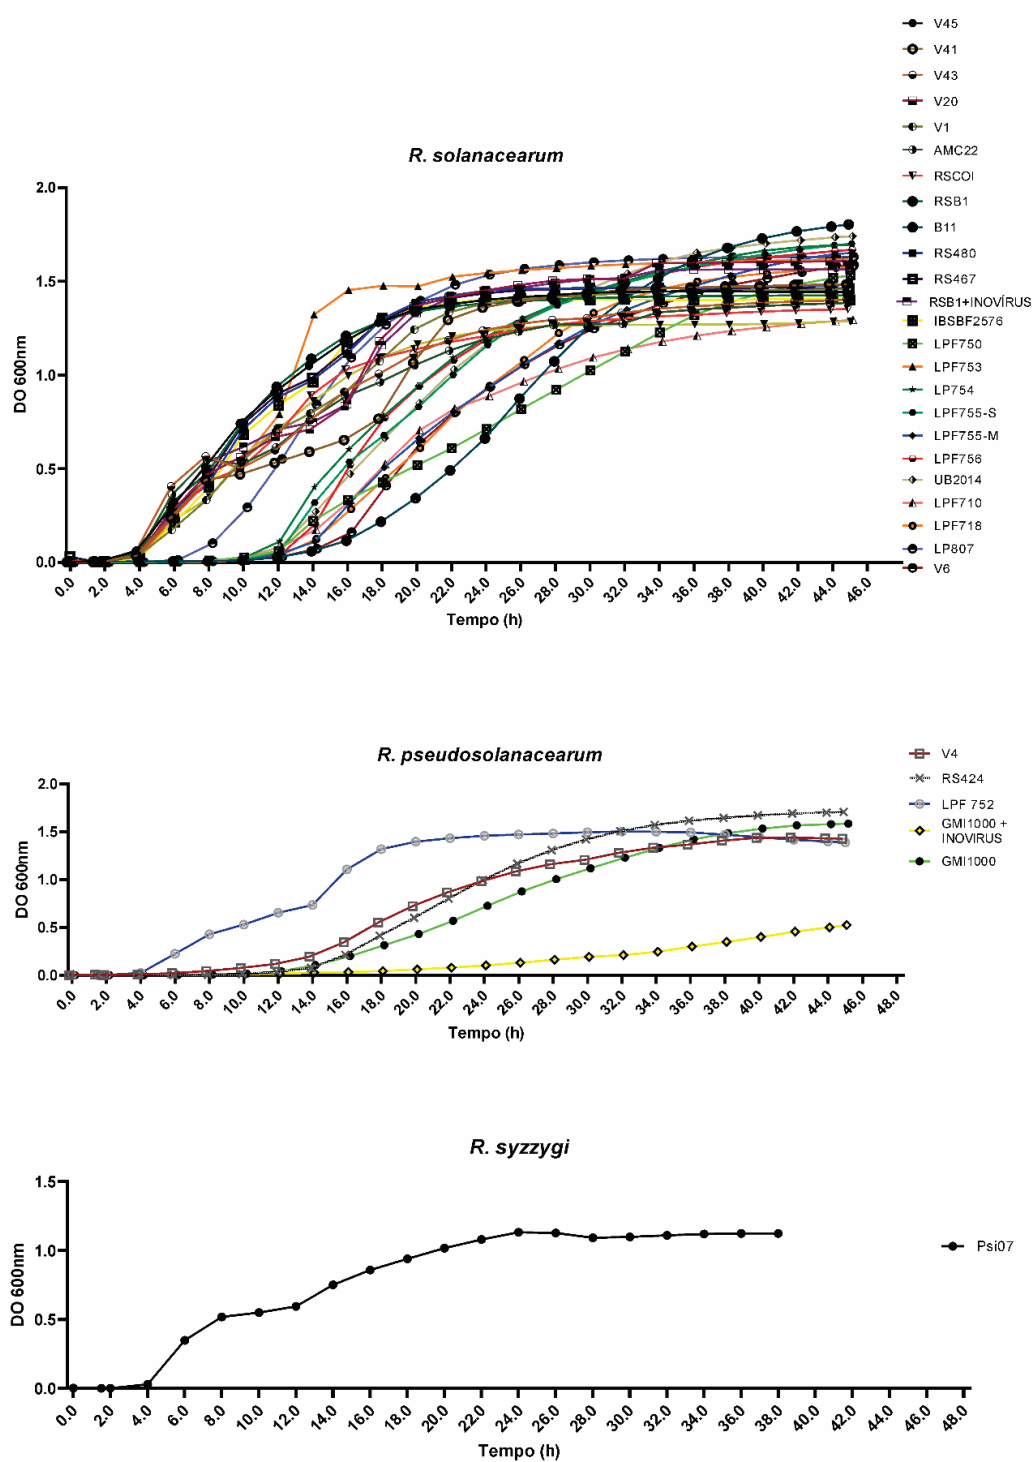 V45
V41
V43
V20
V1
AMC22
RSCOI
RSB1
B11
RS480
RS467
RSB1+INOVÍRUS
IBSBF2576
LPF750
LPF753
LP754
LPF755-S
LPF755-M
LPF756
UB2014
LPF710
LPF718
LP807
V6
R. solanacearum
DO 600nm
2.0
1.5
1.0
0.5
0.0
0.0 2.0 4.0 6.0 8.0 10.0 12.0 14.0 16.0 18.0 20.0 22.0 24.0 26.0 28.0 30.0 32.0 34.0 36.0 38.0 40.0 42.0 44.0 46.0
Tempo (h)
R. pseudosolanacearum
V4
RS424
LPF 752
GMI1000 +
INOVIRUS
GMI1000
DO 600nm
2.0
1.5
1.0
0.5
0.0
0.0 2.0 4.0 6.0 8.0 10.0 12.0 14.0 16.0 18.0 20.0 22.0 24.0 26.0 28.0 30.0 32.0 34.0 36.0 38.0 40.0 42.0 44.0 46.0 48.0
Tempo (h)
R. syzzygi
Psi07
DO 600nm
1.5
1.0
0.5
0.0
0.0 2.0 4.0 6.0 8.0 10.0 12.0 14.0 16.0 18.0 20.0 22.0 24.0 26.0 28.0 30.0 32.0 34.0 36.0 38.0 40.0 42.0 44.0 46.0 48.0
Tempo (h)